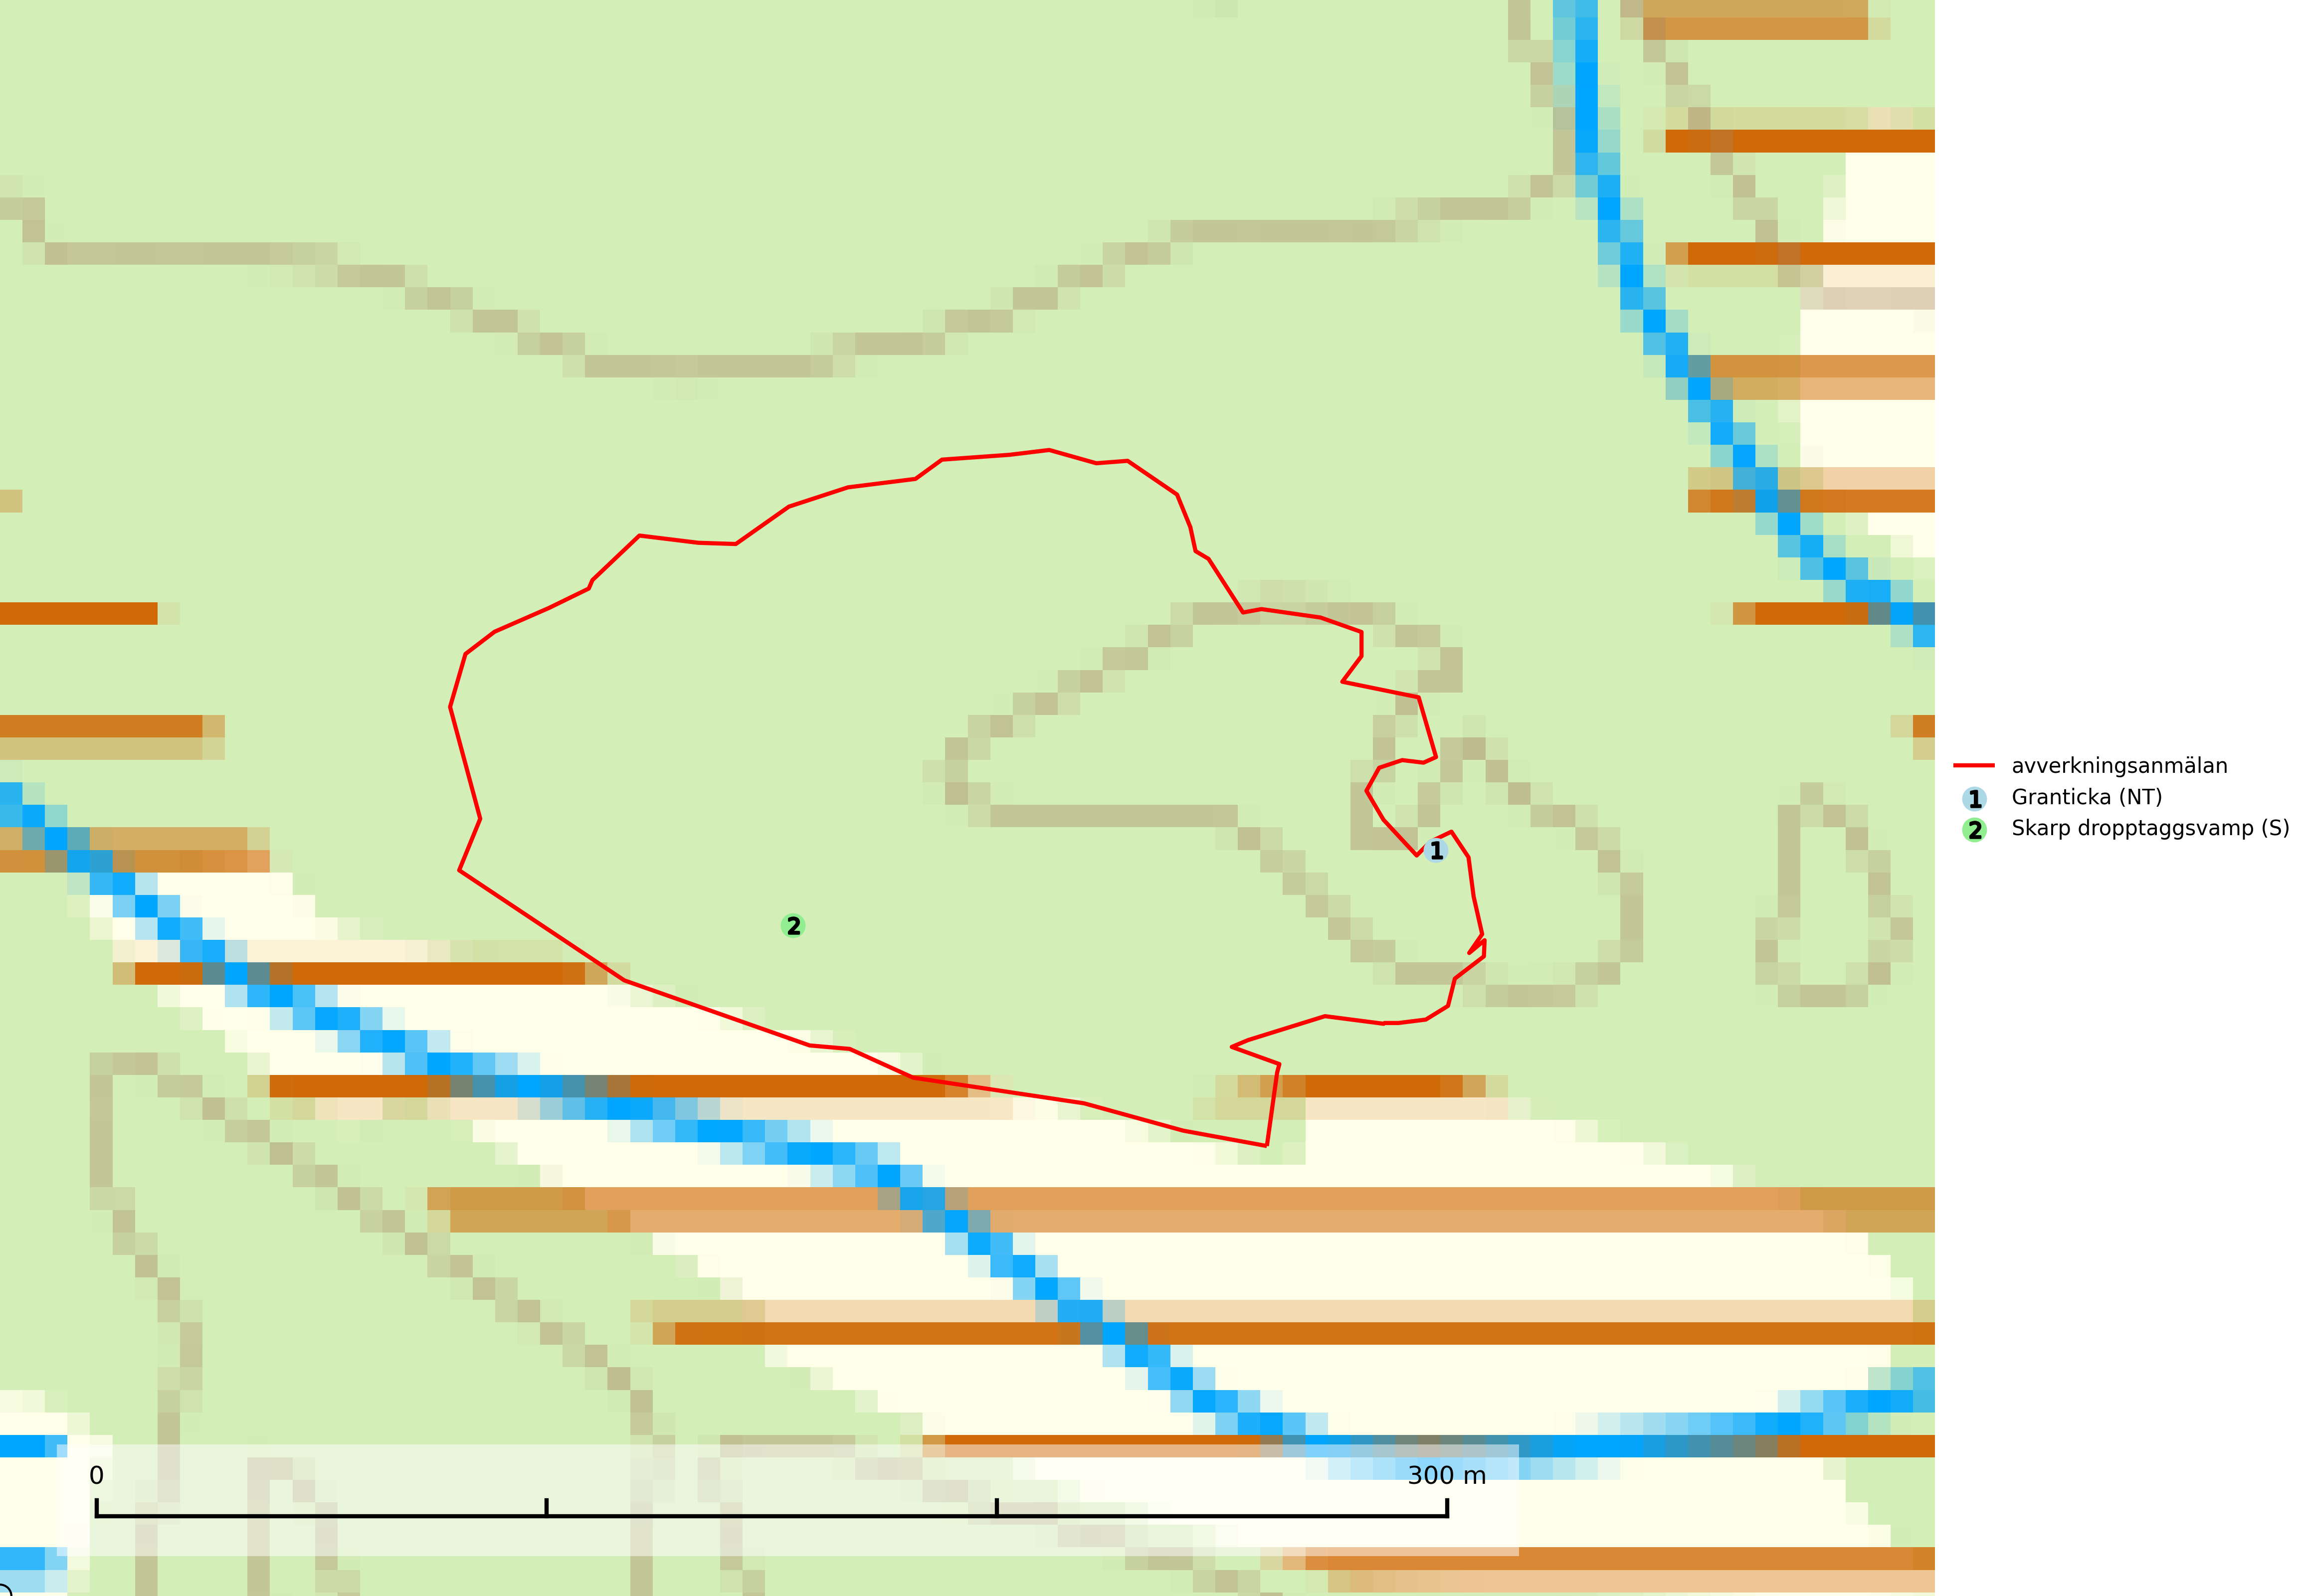 1
2
avverkningsanmälan
1 Granticka (NT)
2 Skarp dropptaggsvamp (S)
0 300 m